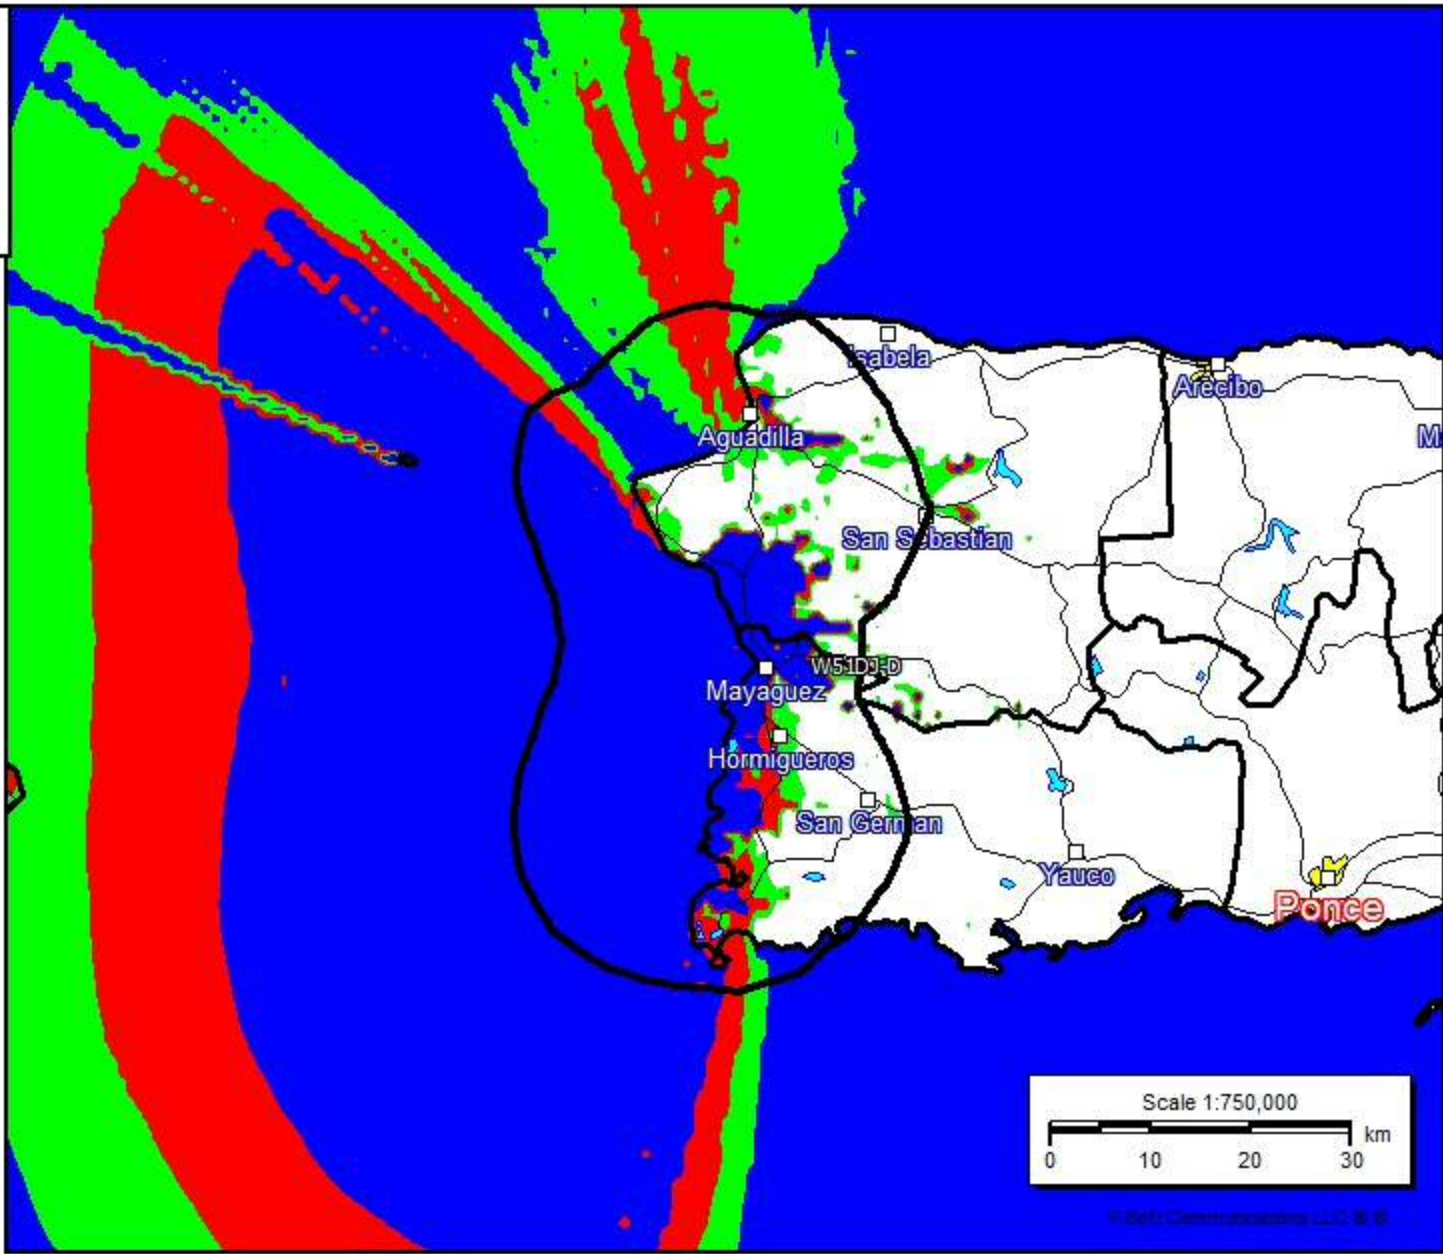 Isabela
Arecibo
Aguadilla
M
San Sebastian
W51DJ-D
Mayaguez
Hormigueros
San German
Yauco
Ponce
Scale 1:750,000
km
0 10 20 30